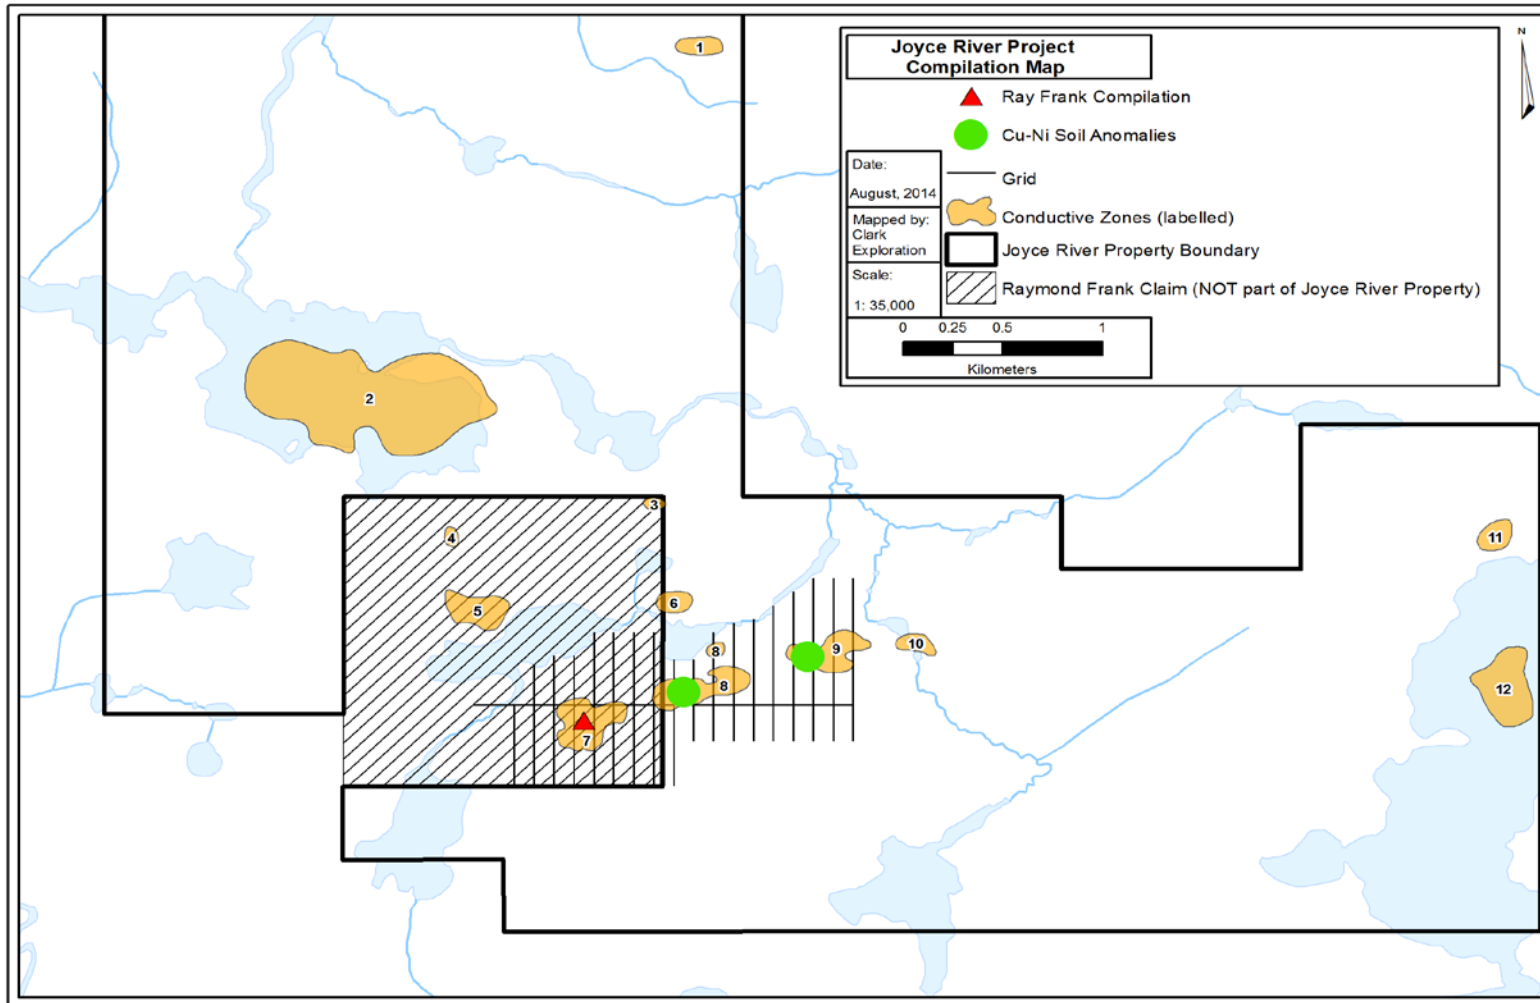 Joyce River Project
Compilation Map
N
Ray Frank Compilation
Cu-Ni Soil Anomalies
Date:
August, 2014
Grid
Mapped by:
Clark
Exploration
Conductive Zones (labelled)
Joyce River Property Boundary
Scale:
1: 35,000
Raymond Frank Claim (NOT part of Joyce River Property)
0 0.25 0.5 1
Kilometers
1
2
3
4
5
6
7
8
8
9
10
11
12